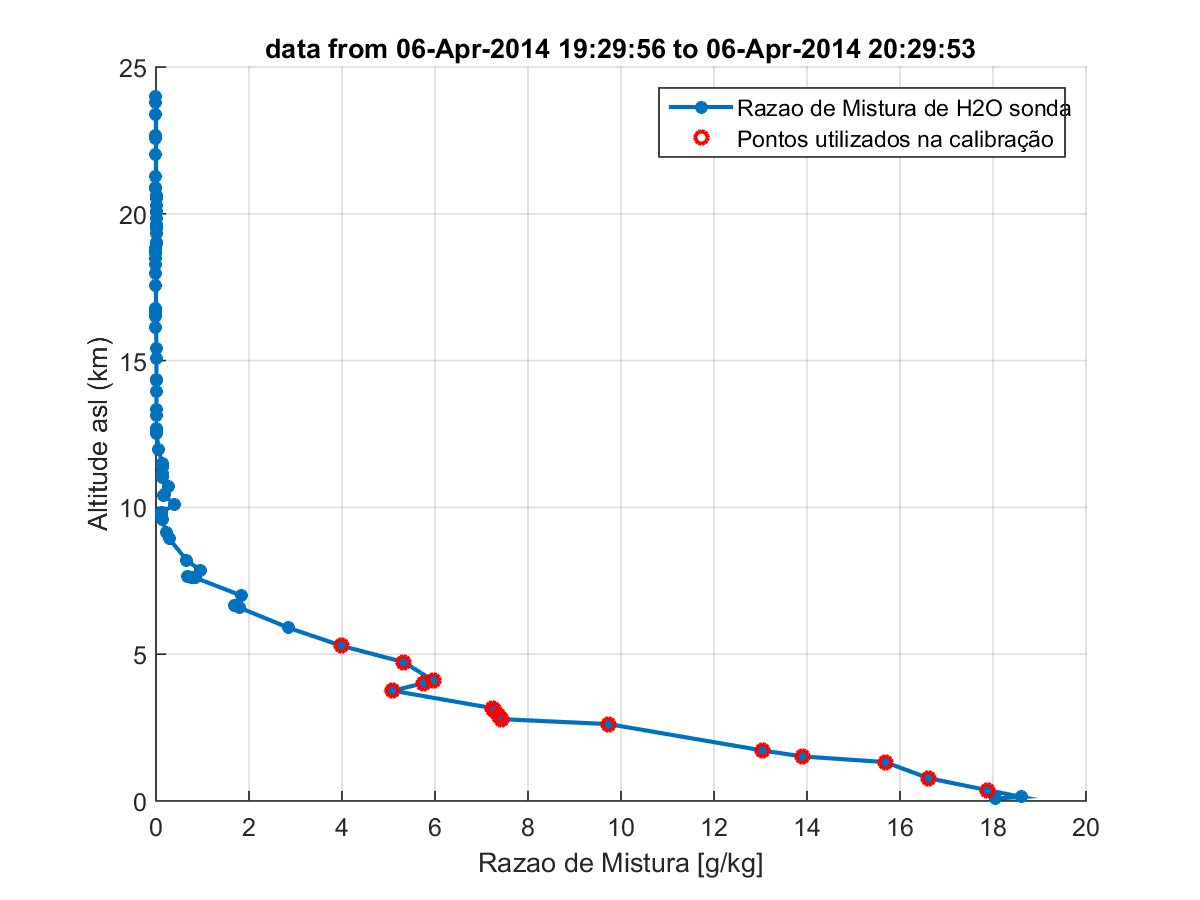 data from 06-Apr-2014 19:29:56 to 06-Apr-2014 20:29:53
Razao de Mistura de H2O sonda
Pontos utilizados na calibração
25
20
15
10
5
0
Altitude asl (km)
0 2 4 6 8 10 12 14 16 18 20
Razao de Mistura [g/kg]